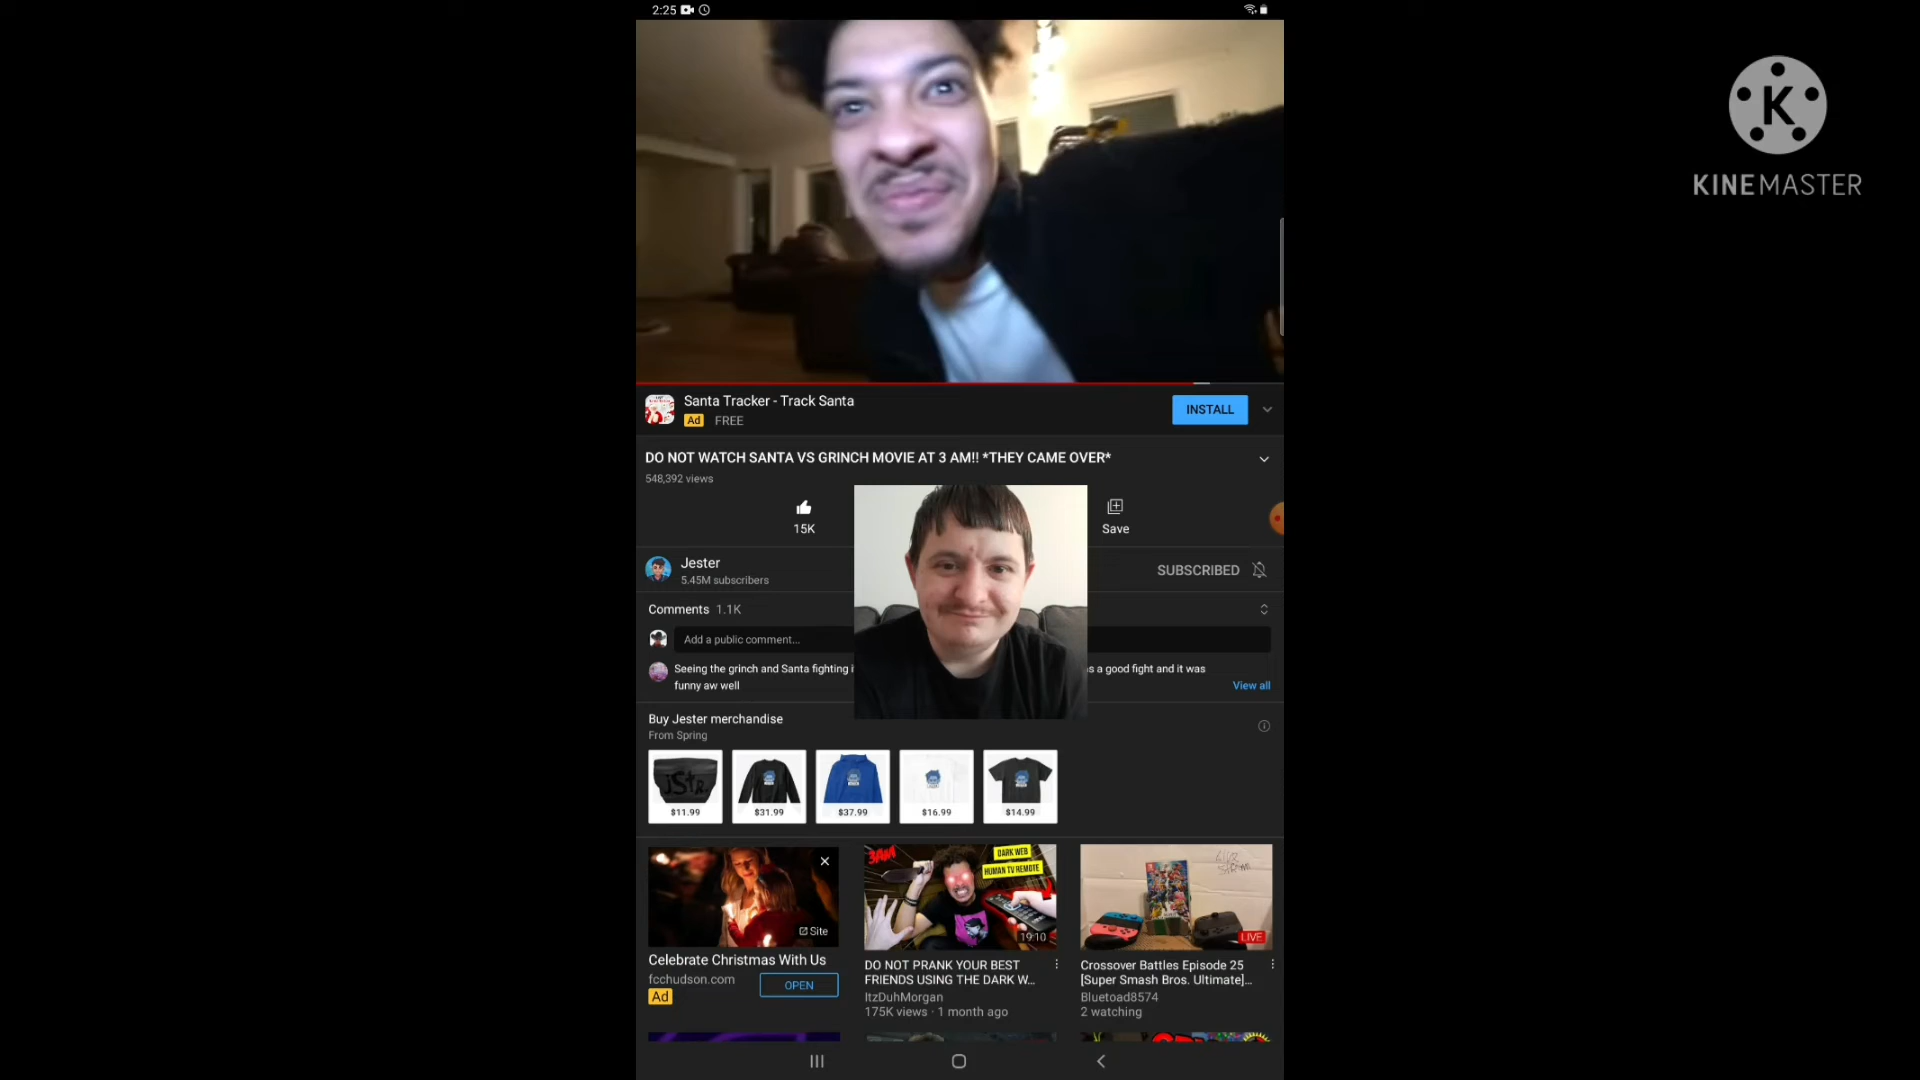 2:25
KINEMASTER
Santa Tracker - Track Santa
Ad FREE
INSTALL
DO NOT WATCH SANTA VS GRINCH MOVIE AT 3 AM!! *THEY CAME OVER*
548,392 views
15K
Save
Jester
5.45M subscribers
SUBSCRIBED
Comments 1.1K
Add a public comment...
Seeing the grinch and Santa fighting
s a good fight and it was
funny aw well
View all
Buy Jester merchandise
From Spring
jStr.
$11.99
$31.99
$37.99
$16.99
$14.99
Site
Celebrate Christmas With Us
fcchudson.com
Ad
OPEN
3AM
DARK WEB
HUMAN TV REMOTE
19:10
DO NOT PRANK YOUR BEST
FRIENDS USING THE DARK W...
ItzDuhMorgan
175K views · 1 month ago
LIVE
Crossover Battles Episode 25
[Super Smash Bros. Ultimate]...
Bluetoad8574
2 watching